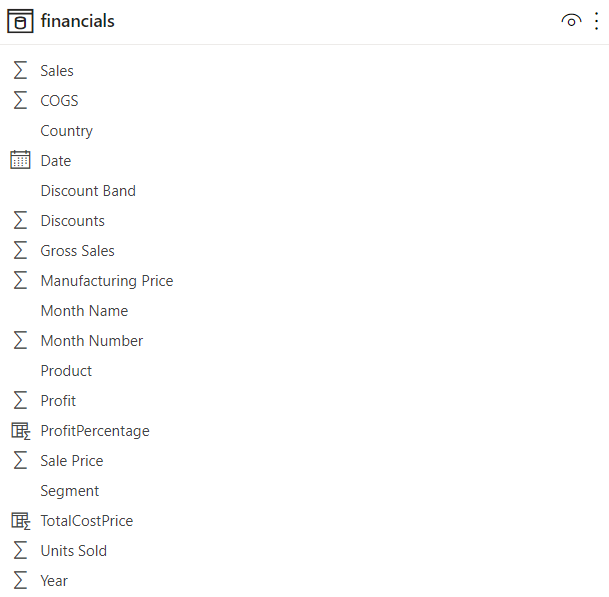 financials
Sales
COGS
Country
Date
Discount Band
Discounts
Gross Sales
Manufacturing Price
Month Name
Month Number
Product
Profit
ProfitPercentage
Sale Price
Segment
TotalCostPrice
Units Sold
Year